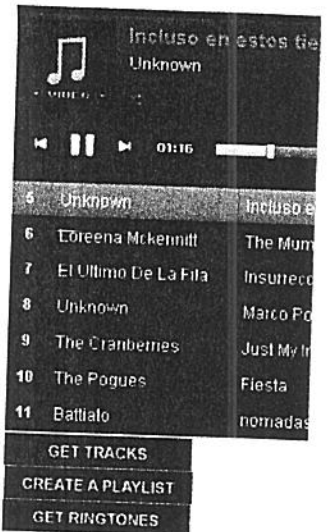 Incluso en estos tie
Unknown
VIDEO
01:16
5 Unknown Incluso e
6 Loreena Mckennitt The Mum
7 El Ultimo De La Fila Insurrecc
8 Unknown Marco Po
9 The Cranberries Just My Ir
10 The Pogues Fiesta
11 Battiato nomadas
GET TRACKS
CREATE A PLAYLIST
GET RINGTONES